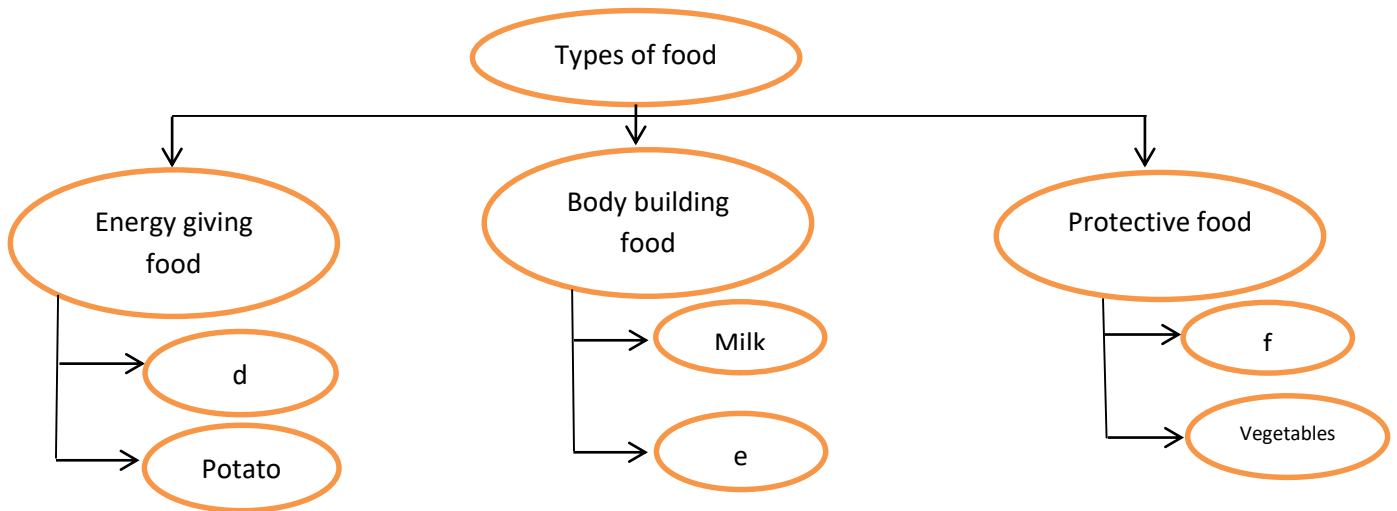 Types of food
Energy giving
food
Body building
food
Protective food
d
Potato
Milk
e
f
Vegetables